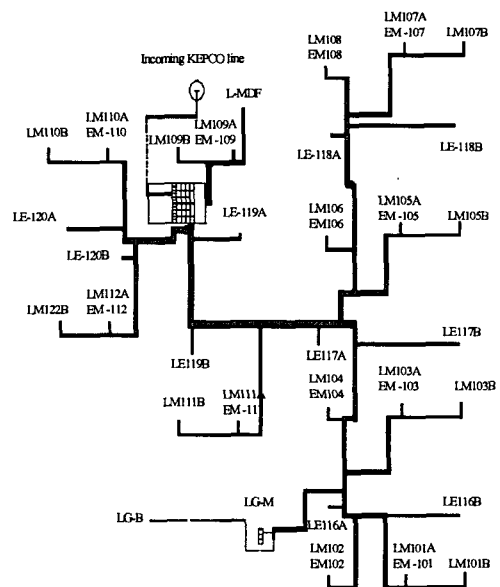 LM107A
EM-107
LM107B
LM108
EM108
Incoming KEPCO line
L-MDF
LM110A
EM-110
LM110B
LM109A
EM-109
LM109B
LE-118A
LE-118B
LE-120A
LE-119A
LM106
EM106
LM105A
EM-105
LM105B
LE-120B
LM112A
EM-112
LM122B
LE119B
LE117A
LE117B
LM104
EM104
LM103A
EM-103
LM103B
LM111B
LM111A
EM-111
LG-M
LG-B
LE116A
LE116B
LM102
EM102
LM101A
EM-101
LM101B